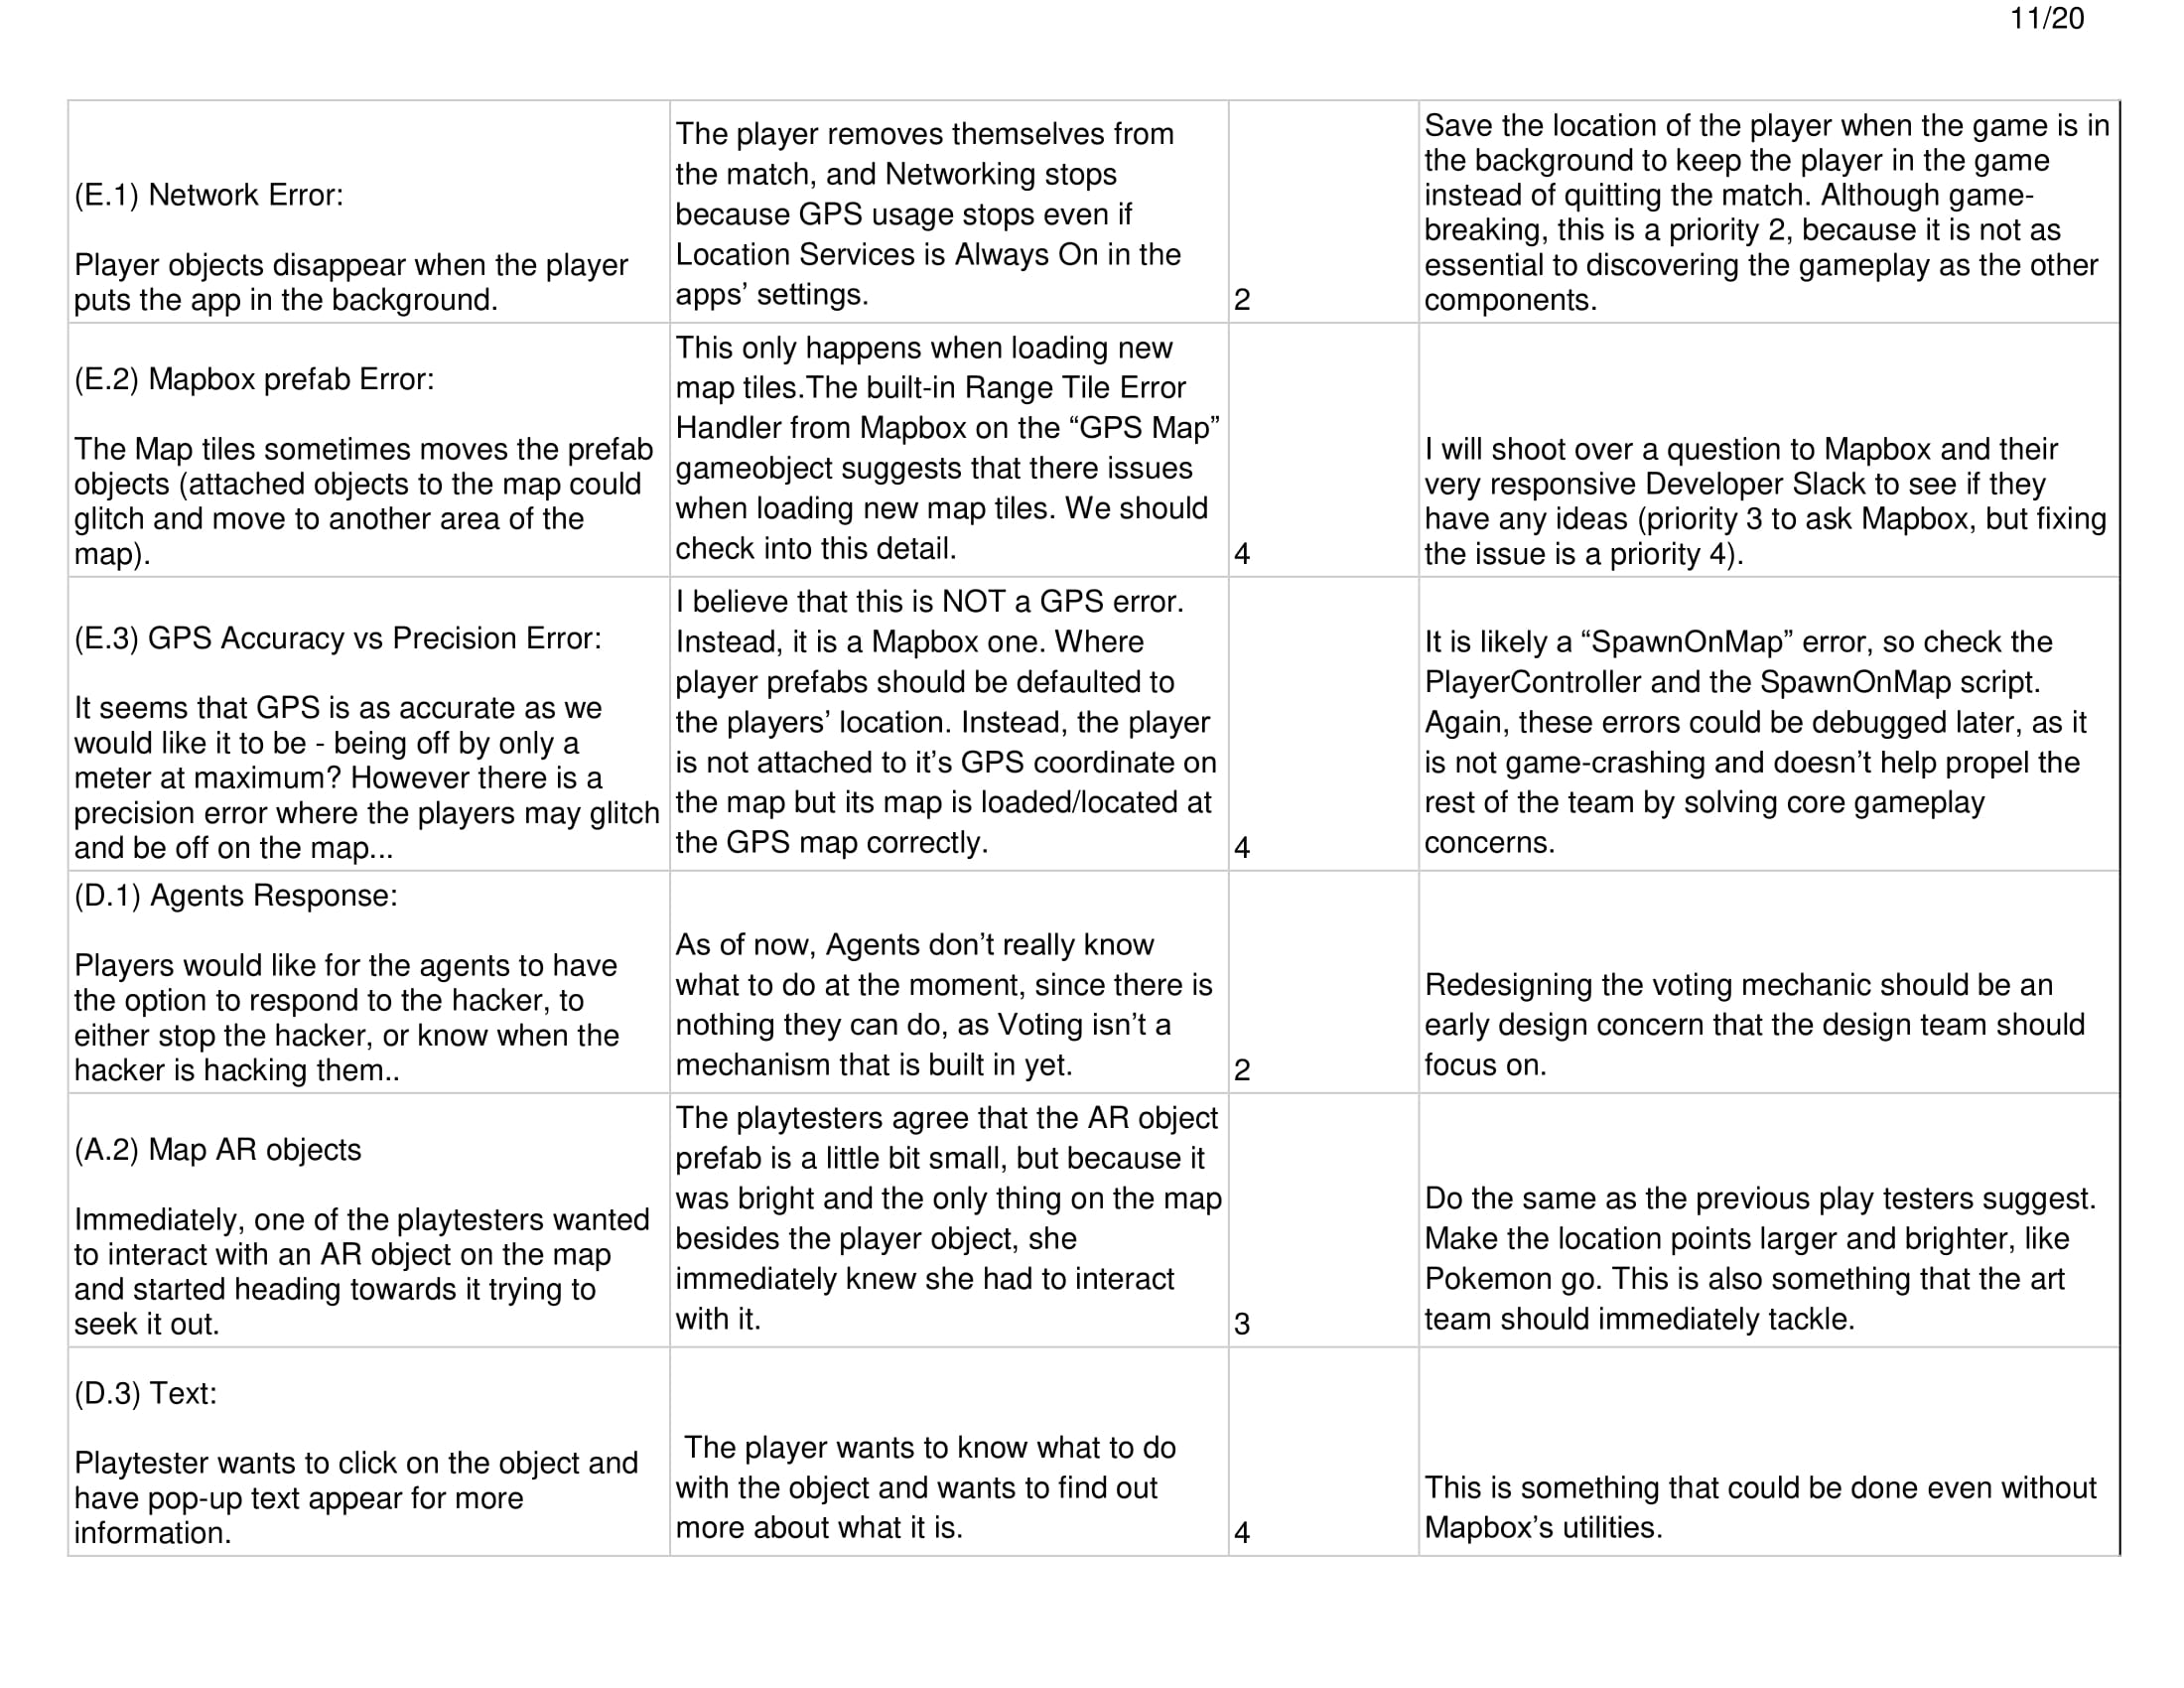 11/20
(E.1) Network Error:
Player objects disappear when the player
puts the app in the background.
The player removes themselves from
the match, and Networking stops
because GPS usage stops even if
Location Services is Always On in the
apps’ settings.
2
Save the location of the player when the game is in
the background to keep the player in the game
instead of quitting the match. Although game-
breaking, this is a priority 2, because it is not as
essential to discovering the gameplay as the other
components.
(E.2) Mapbox prefab Error:
The Map tiles sometimes moves the prefab
objects (attached objects to the map could
glitch and move to another area of the
map).
This only happens when loading new
map tiles.The built-in Range Tile Error
Handler from Mapbox on the “GPS Map”
gameobject suggests that there issues
when loading new map tiles. We should
check into this detail.
4
I will shoot over a question to Mapbox and their
very responsive Developer Slack to see if they
have any ideas (priority 3 to ask Mapbox, but fixing
the issue is a priority 4).
(E.3) GPS Accuracy vs Precision Error:
It seems that GPS is as accurate as we
would like it to be - being off by only a
meter at maximum? However there is a
precision error where the players may glitch
and be off on the map...
I believe that this is NOT a GPS error.
Instead, it is a Mapbox one. Where
player prefabs should be defaulted to
the players’ location. Instead, the player
is not attached to it’s GPS coordinate on
the map but its map is loaded/located at
the GPS map correctly.
4
It is likely a “SpawnOnMap” error, so check the
PlayerController and the SpawnOnMap script.
Again, these errors could be debugged later, as it
is not game-crashing and doesn’t help propel the
rest of the team by solving core gameplay
concerns.
(D.1) Agents Response:
Players would like for the agents to have
the option to respond to the hacker, to
either stop the hacker, or know when the
hacker is hacking them..
As of now, Agents don’t really know
what to do at the moment, since there is
nothing they can do, as Voting isn’t a
mechanism that is built in yet.
2
Redesigning the voting mechanic should be an
early design concern that the design team should
focus on.
(A.2) Map AR objects
Immediately, one of the playtesters wanted
to interact with an AR object on the map
and started heading towards it trying to
seek it out.
The playtesters agree that the AR object
prefab is a little bit small, but because it
was bright and the only thing on the map
besides the player object, she
immediately knew she had to interact
with it.
3
Do the same as the previous play testers suggest.
Make the location points larger and brighter, like
Pokemon go. This is also something that the art
team should immediately tackle.
(D.3) Text:
Playtester wants to click on the object and
have pop-up text appear for more
information.
The player wants to know what to do
with the object and wants to find out
more about what it is.
4
This is something that could be done even without
Mapbox’s utilities.